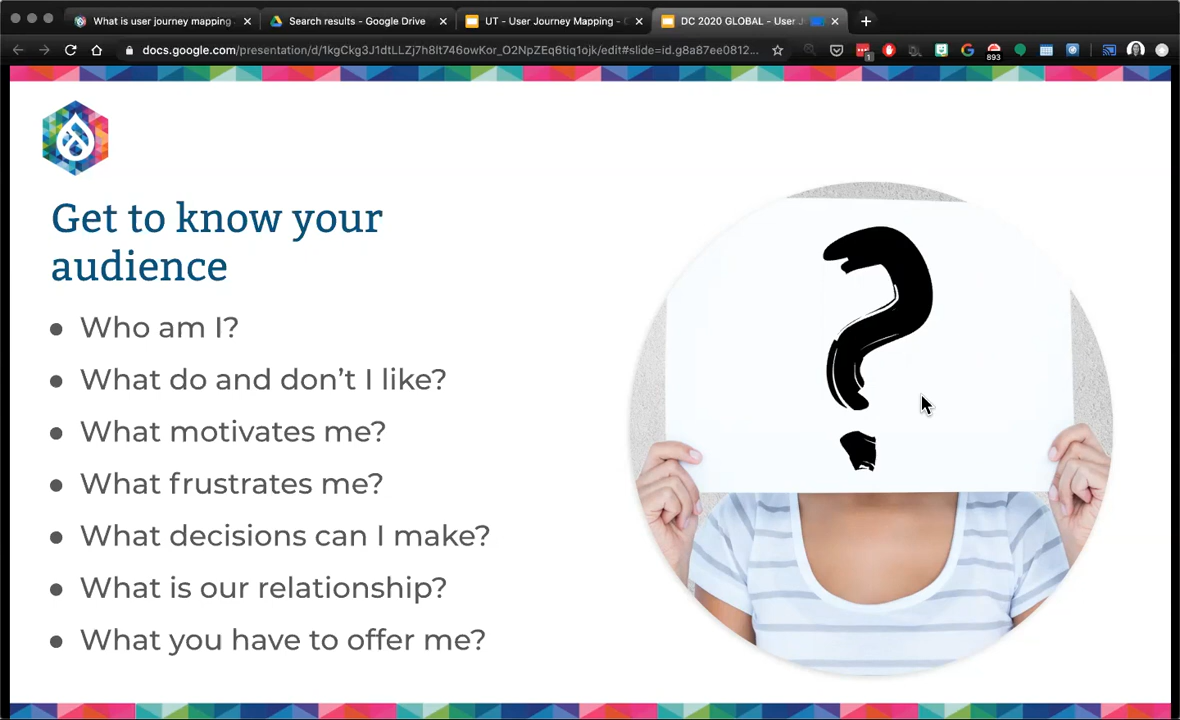 What is user journey mapping
Search results - Google Drive
UT - User Journey Mapping -
DC 2020 GLOBAL - User
docs.google.com/presentation/d/1kgCkg3J1dtLLZj7h8lt746owKor_O2NpZEq6tiq1ojk/edit#slide=id.g8a87ee0812...
1
893
Get to know your
audience
• Who am I?
• What do and don’t I like?
• What motivates me?
• What frustrates me?
• What decisions can I make?
• What is our relationship?
• What you have to offer me?
?